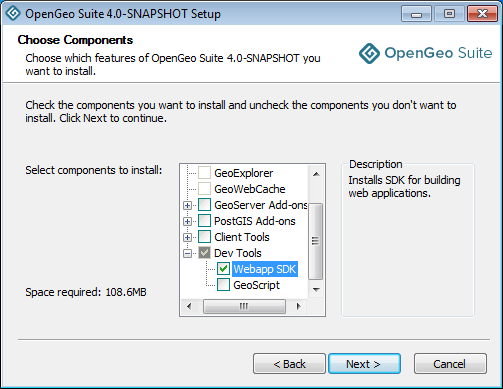 OpenGeo Suite 4.0-SNAPSHOT Setup
Choose Components
Choose which features of OpenGeo Suite 4.0-SNAPSHOT you
want to install.
OpenGeo Suite
Check the components you want to install and uncheck the components you don't want to
install. Click Next to continue.
Select components to install:
GeoExplorer
GeoWebCache
GeoServer Add-ons
PostGIS Add-ons
Client Tools
Dev Tools
Webapp SDK
GeoScript
Description
Installs SDK for building
web applications.
Space required: 108.6MB
< Back
Next >
Cancel